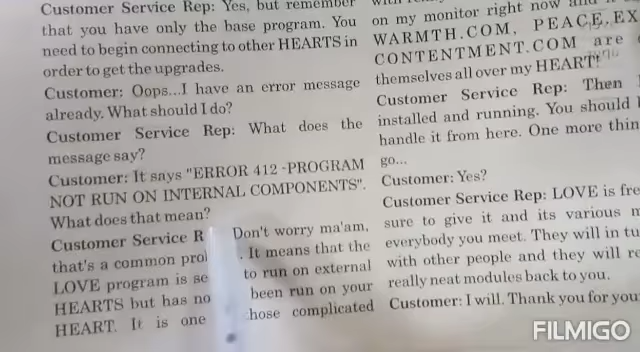 Customer Service Rep: Yes, but remember
that you have only the base program. You
need to begin connecting to other HEARTS in
order to get the upgrades.
Customer: Oops...I have an error message
already. What should I do?
Customer Service Rep: What does the
message say?
Customer: It says "ERROR 412 -PROGRAM
NOT RUN ON INTERNAL COMPONENTS".
What does that mean?
Customer Service R Don't worry ma'am,
that's a common pro . It means that the
LOVE program is se to run on external
HEARTS but has no been run on your
HEART. It is one hose complicated
on my monitor right now and
WARMTH.COM, PEACE.EX
CONTENTMENT.COM are
themselves all over my HEART!
Customer Service Rep: Then
installed and running. You should
handle it from here. One more thin
go...
Customer: Yes?
Customer Service Rep: LOVE is fre
sure to give it and its various m
everybody you meet. They will in tu
with other people and they will re
really neat modules back to you.
Customer: I will. Thank you for you
FILMIGO